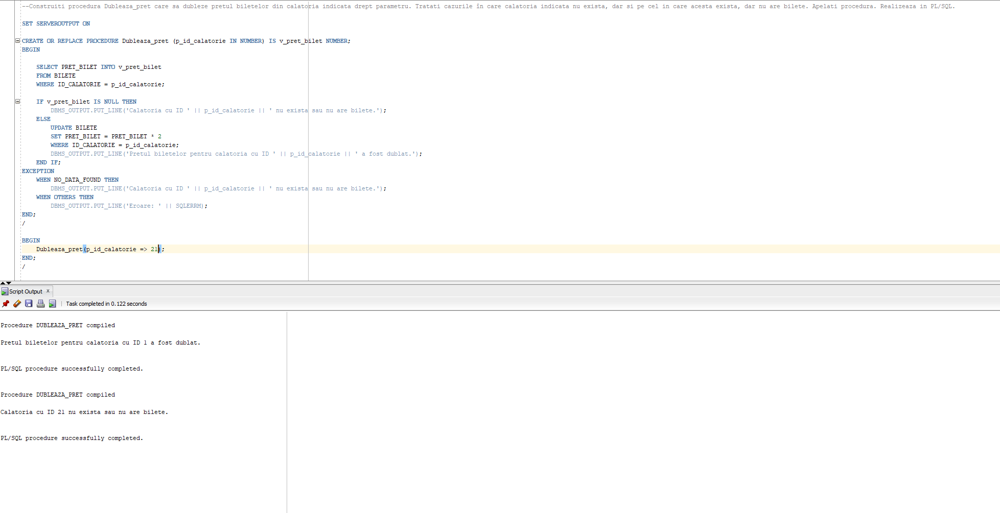 --Construiti procedura Dubleaza_pret care sa dubleze pretul biletelor din calatoria indicata drept parametru. Tratati cazurile în care calatoria indicata nu exista, dar si pe cel in care acesta exista, dar nu are bilete. Apelati procedura. Realizeaza in PL/SQL.
SET SERVEROUTPUT ON
CREATE OR REPLACE PROCEDURE Dubleaza_pret (p_id_calatorie IN NUMBER) IS v_pret_bilet NUMBER;
BEGIN
SELECT PRET_BILET INTO v_pret_bilet
FROM BILETE
WHERE ID_CALATORIE = p_id_calatorie;
IF v_pret_bilet IS NULL THEN
DBMS_OUTPUT.PUT_LINE('Calatoria cu ID ' || p_id_calatorie || ' nu exista sau nu are bilete.');
ELSE
UPDATE BILETE
SET PRET_BILET = PRET_BILET * 2
WHERE ID_CALATORIE = p_id_calatorie;
DBMS_OUTPUT.PUT_LINE('Pretul biletelor pentru calatoria cu ID ' || p_id_calatorie || ' a fost dublat.');
END IF;
EXCEPTION
WHEN NO_DATA_FOUND THEN
DBMS_OUTPUT.PUT_LINE('Calatoria cu ID ' || p_id_calatorie || ' nu exista sau nu are bilete.');
WHEN OTHERS THEN
DBMS_OUTPUT.PUT_LINE('Eroare: ' || SQLERRM);
END;
/
BEGIN
Dubleaza_pret(p_id_calatorie => 21);
END;
/
Script Output x
Task completed in 0.122 seconds
Procedure DUBLEAZA_PRET compiled
Pretul biletelor pentru calatoria cu ID 1 a fost dublat.
PL/SQL procedure successfully completed.
Procedure DUBLEAZA_PRET compiled
Calatoria cu ID 21 nu exista sau nu are bilete.
PL/SQL procedure successfully completed.